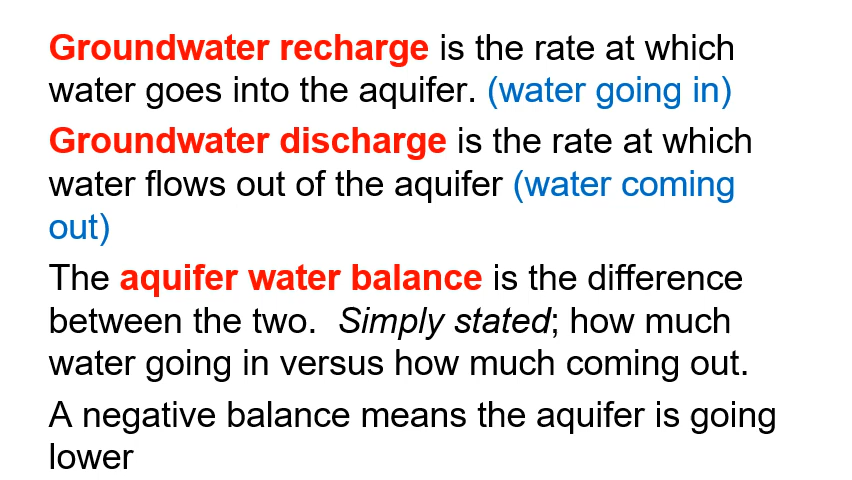 Groundwater recharge is the rate at which
water goes into the aquifer. (water going in)
Groundwater discharge is the rate at which
water flows out of the aquifer (water coming
out)
The aquifer water balance is the difference
between the two.  Simply stated; how much
water going in versus how much coming out.
A negative balance means the aquifer is going
lower